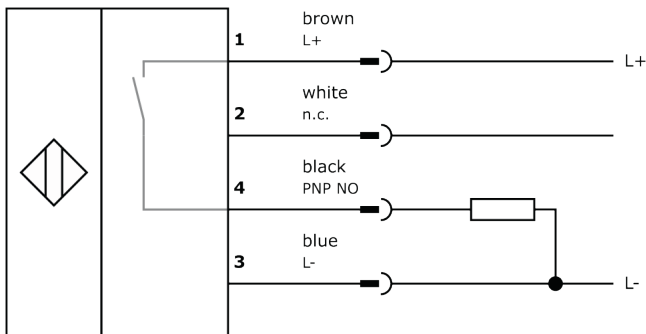 brown
1 L+ L+
white
2 n.c.
black
4 PNP NO
blue
3 L- L-